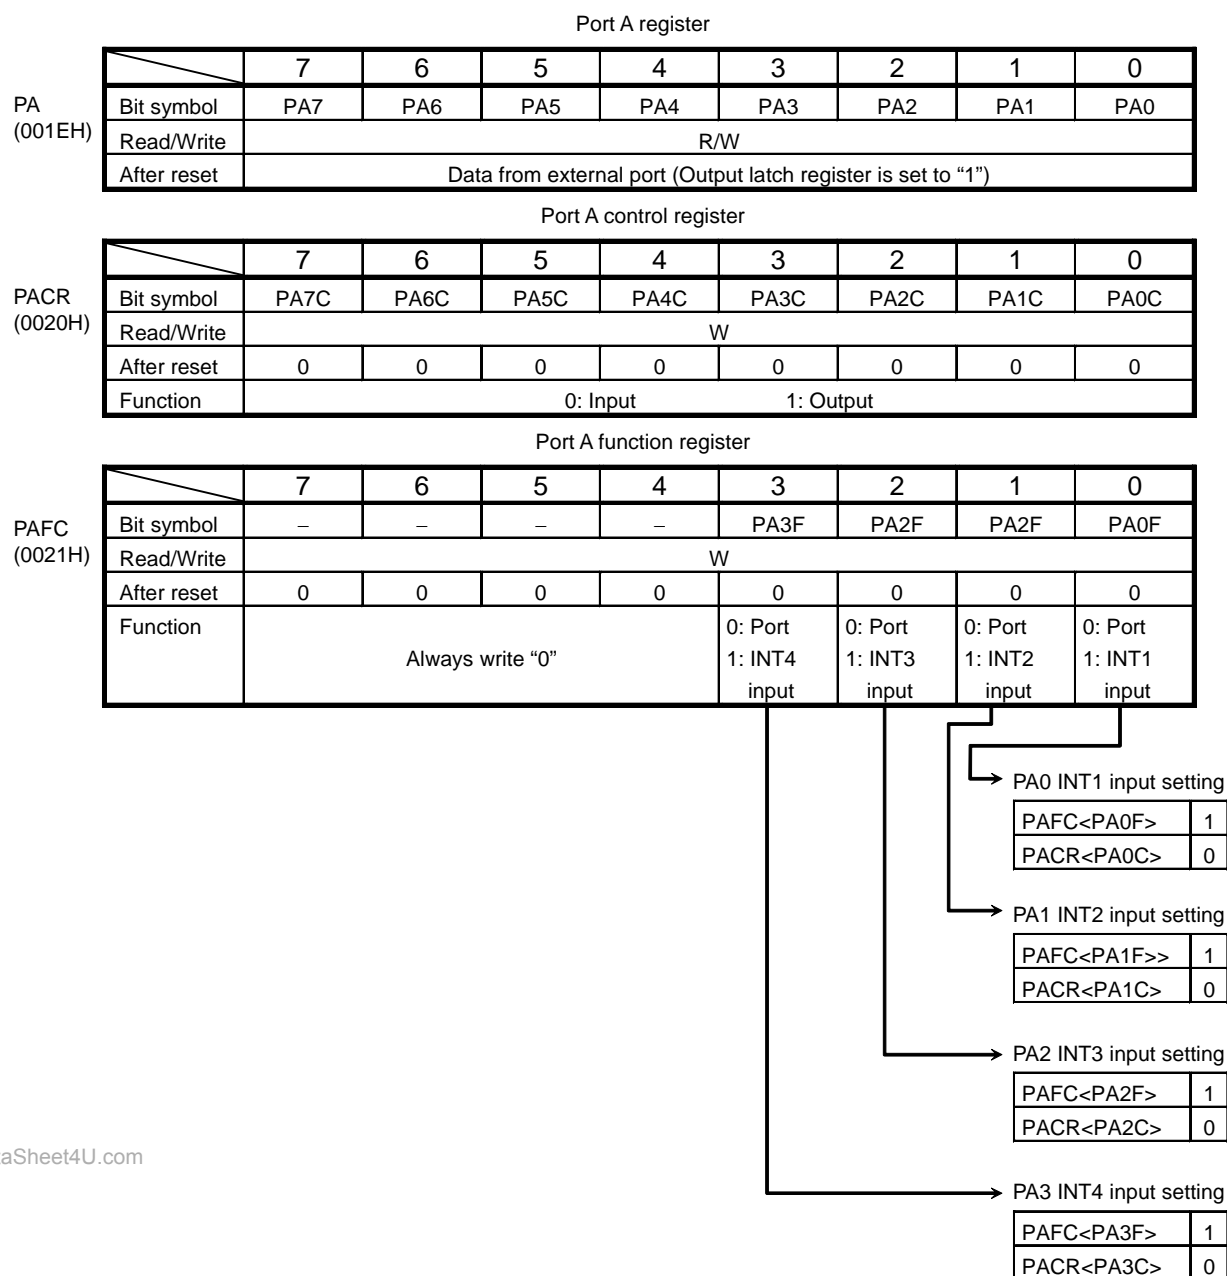 Port A register
7 6 5 4 3 2 1 0
PA
(001EH)
Bit symbol PA7 PA6 PA5 PA4 PA3 PA2 PA1 PA0
Read/Write R/W
After reset Data from external port (Output latch register is set to “1”)
Port A control register
7 6 5 4 3 2 1 0
PACR
(0020H)
Bit symbol PA7C PA6C PA5C PA4C PA3C PA2C PA1C PA0C
Read/Write W
After reset 0 0 0 0 0 0 0 0
Function 0: Input 1: Output
Port A function register
7 6 5 4 3 2 1 0
PAFC
(0021H)
Bit symbol – – – – PA3F PA2F PA2F PA0F
Read/Write W
After reset 0 0 0 0 0 0 0 0
Function Always write “0”
0: Port 0: Port 0: Port 0: Port
1: INT4 1: INT3 1: INT2 1: INT1
input input input input
PA0 INT1 input setting
PAFC<PA0F> 1
PACR<PA0C> 0
PA1 INT2 input setting
PAFC<PA1F>> 1
PACR<PA1C> 0
PA2 INT3 input setting
PAFC<PA2F> 1
PACR<PA2C> 0
aSheet4U.com
PA3 INT4 input setting
PAFC<PA3F> 1
PACR<PA3C> 0